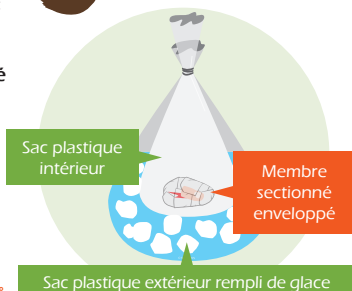 é
Sac plastique
intérieur
Membre
sectionné
enveloppé
Sac plastique extérieur rempli de glace